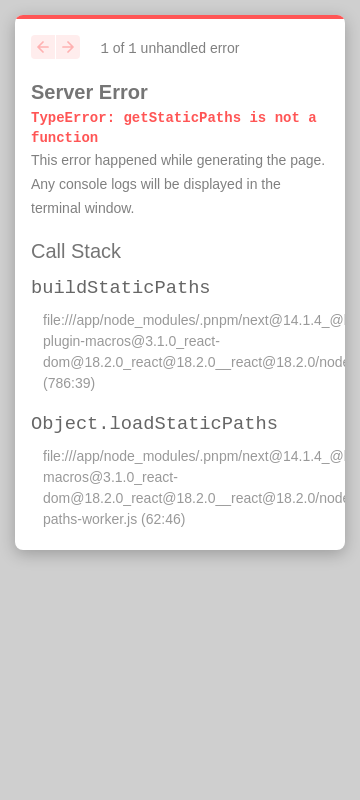 1 of 1 unhandled error
Server Error
TypeError: getStaticPaths is not a
function
This error happened while generating the page.
Any console logs will be displayed in the
terminal window.
Call Stack
buildStaticPaths
file:///app/node_modules/.pnpm/next@14.1.4_@
plugin-macros@3.1.0_react-
dom@18.2.0_react@18.2.0__react@18.2.0/node
(786:39)
Object.loadStaticPaths
file:///app/node_modules/.pnpm/next@14.1.4_@
macros@3.1.0_react-
dom@18.2.0_react@18.2.0__react@18.2.0/node
paths-worker.js (62:46)